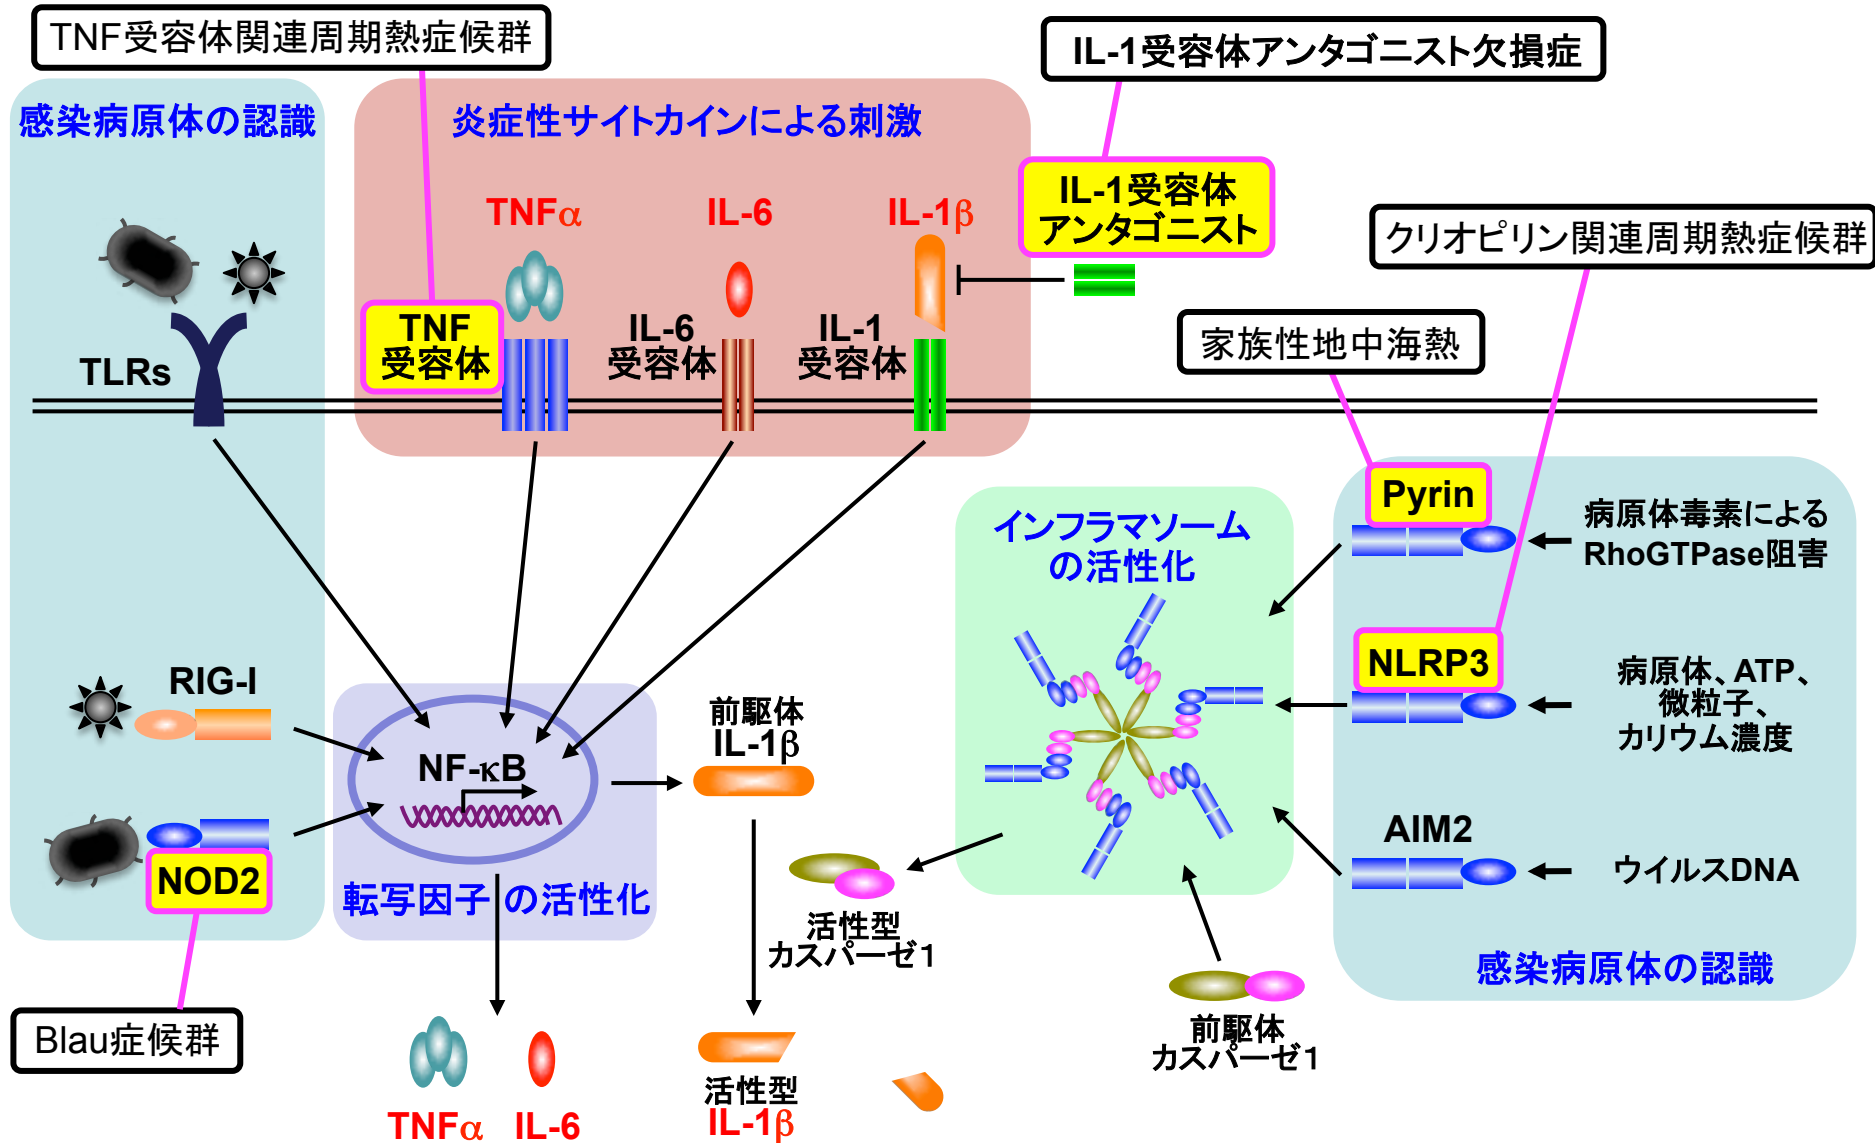 TNF受容体関連周期熱症候群
IL-1受容体アンタゴニスト欠損症
感染病原体の認識
炎症性サイトカインによる刺激
IL-1受容体
アンタゴニスト
TNFα
IL-6
IL-1β
クリオピリン関連周期熱症候群
TNF
受容体
IL-6
受容体
IL-1
受容体
家族性地中海熱
TLRs
Pyrin
病原体毒素による
RhoGTPase阻害
インフラマソーム
の活性化
NLRP3
病原体、ATP、
微粒子、
カリウム濃度
RIG-I
前駆体
IL-1β
NF-κB
AIM2
ウイルスDNA
NOD2
転写因子の活性化
活性型
カスパーゼ1
感染病原体の認識
前駆体
カスパーゼ1
Blau症候群
TNFα
IL-6
活性型
IL-1β